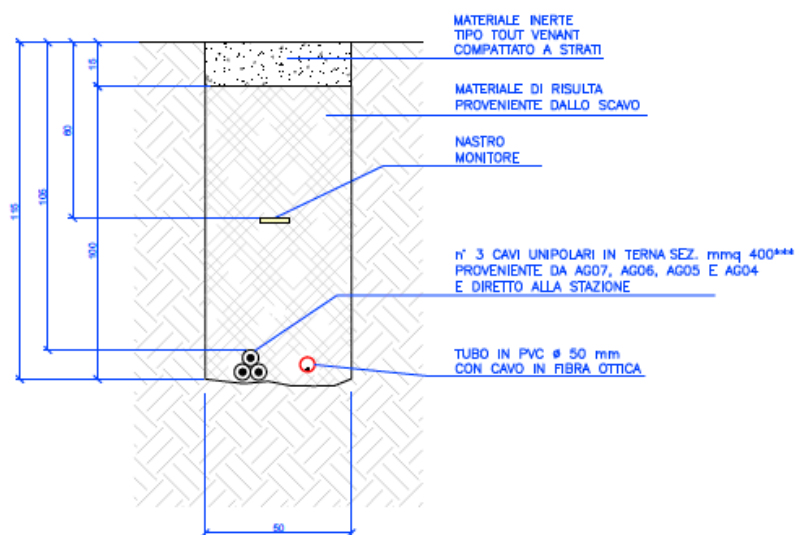 MATERIALE INERTE
TIPO TOUT VENANT
COMPATTATO A STRATI
MATERIALE DI RISULTA
PROVENIENTE DALLO SCAVO
NASTRO
MONITORE
n° 3 CAVI UNIPOLARI IN TERNA SEZ. mmq 400***
PROVENIENTE DA AG07, AG06, AG05 E AG04
E DIRETTO ALLA STAZIONE
TUBO IN PVC ø 50 mm
CON CAVO IN FIBRA OTTICA
115
105
60
15
100
50